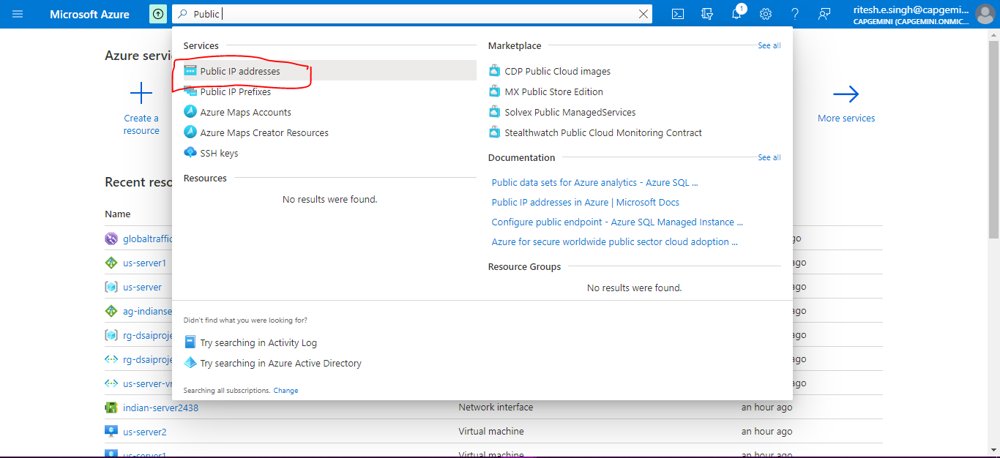 Microsoft Azure
Public
1
ritesh.e.singh@capgemi...
CAPGEMINI (CAPGEMINI.ONMIC...
Azure servi
Create a
resource
More services
Services
Public IP addresses
Public IP Prefixes
Azure Maps Accounts
Azure Maps Creator Resources
SSH keys
Resources
No results were found.
Marketplace
See all
CDP Public Cloud images
MX Public Store Edition
Solvex Public ManagedServices
Stealthwatch Public Cloud Monitoring Contract
Documentation
See all
Public data sets for Azure analytics - Azure SQL ...
Public IP addresses in Azure | Microsoft Docs
Configure public endpoint - Azure SQL Managed Instance ...
Azure for secure worldwide public sector cloud adoption ...
Resource Groups
No results were found.
Didn't find what you were looking for?
Try searching in Activity Log
Try searching in Azure Active Directory
Searching all subscriptions. Change
Recent reso
Name
globaltraffic
go
us-server1
ago
us-server
ago
ag-indianse
ago
rg-dsaiproje
ago
rg-dsaiproje
ago
us-server-vn
ago
indian-server2438 Network interface an hour ago
us-server2 Virtual machine an hour ago
us-server1 Virtual machine an hour ago